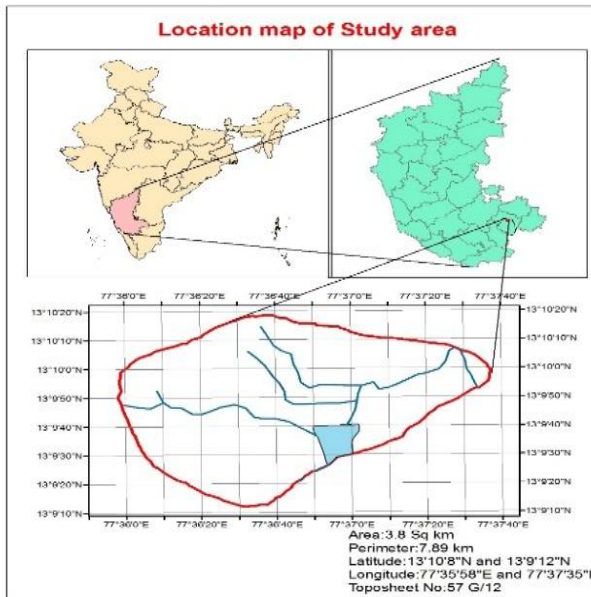 Location map of Study area
77°36'0"E 77°36'20"E 77°36'40"E 77°37'0"E 77°37'20"E 77°37'40"E
13°10'20"N 13°10'20"N
13°10'10"N 13°10'10"N
13°10'0"N 13°10'0"N
13°9'50"N 13°9'50"N
13°9'40"N 13°9'40"N
13°9'30"N 13°9'30"N
13°9'20"N 13°9'20"N
13°9'10"N 13°9'10"N
77°36'0"E 77°36'20"E 77°36'40"E 77°37'0"E 77°37'20"E 77°37'40"E
Area:3.8 Sq km
Perimeter:7.89 km
Latitude:13'10'8"N and 13'9'12"N
Longitude:77'35'58"E and 77'37'35"E
Toposheet No:57 G/12